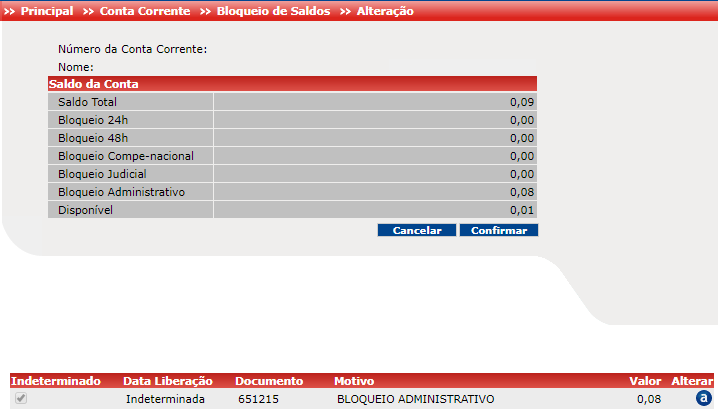 >> Principal >> Conta Corrente >> Bloqueio de Saldos >> Alteração
Número da Conta Corrente:
Nome:
Saldo da Conta
Saldo Total 0,09
Bloqueio 24h 0,00
Bloqueio 48h 0,00
Bloqueio Compe-nacional 0,00
Bloqueio Judicial 0,00
Bloqueio Administrativo 0,08
Disponível 0,01
Cancelar Confirmar
Indeterminado Data Liberação Documento Motivo Valor Alterar
Indeterminada 651215 BLOQUEIO ADMINISTRATIVO 0,08 a